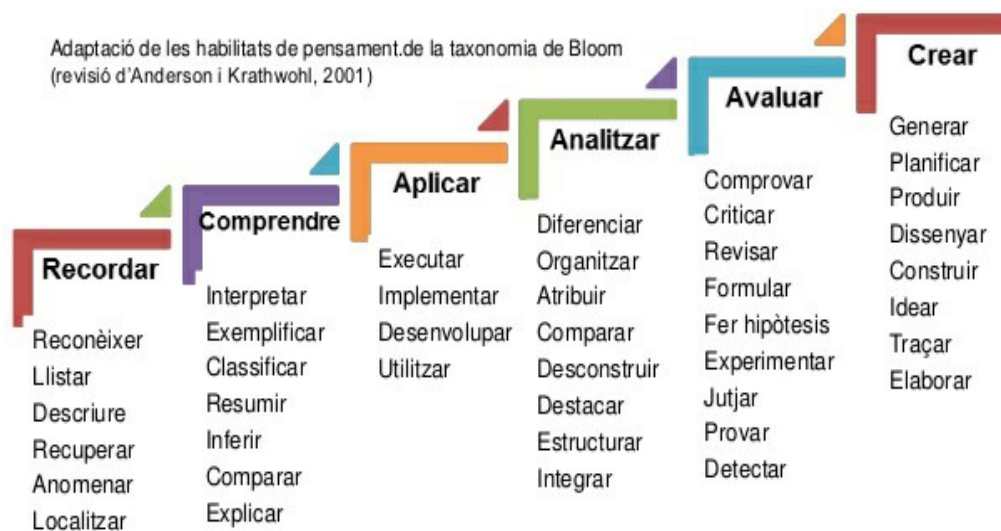 Adaptació de les habilitats de pensament.de la taxonomia de Bloom
(revisió d'Anderson i Krathwohl, 2001)
Recordar
Reconèixer
Llistar
Descriure
Recuperar
Anomenar
Localitzar
Comprendre
Interpretar
Exemplificar
Classificar
Resumir
Inferir
Comparar
Explicar
Aplicar
Executar
Implementar
Desenvolupar
Utilitzar
Analitzar
Diferenciar
Organitzar
Atribuir
Comparar
Desconstruir
Destacar
Estructurar
Integrar
Avaluar
Comprovar
Criticar
Revisar
Formular
Fer hipòtesis
Experimentar
Jutjar
Provar
Detectar
Crear
Generar
Planificar
Produir
Dissenyar
Construir
Idear
Traçar
Elaborar